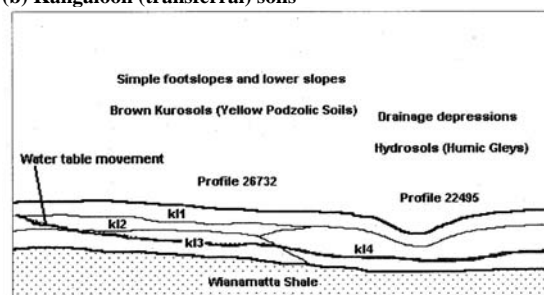 (b) Kangaloon (transferral) soils
Simple footslopes and lower slopes
Brown Kurosols (Yellow Podzolic Soils)
Drainage depressions
Hydrosols (Humic Gleys)
Water table movement
Profile 26732
Profile 22495
kl1
kl2
kl3
kl4
Wianamatta Shale